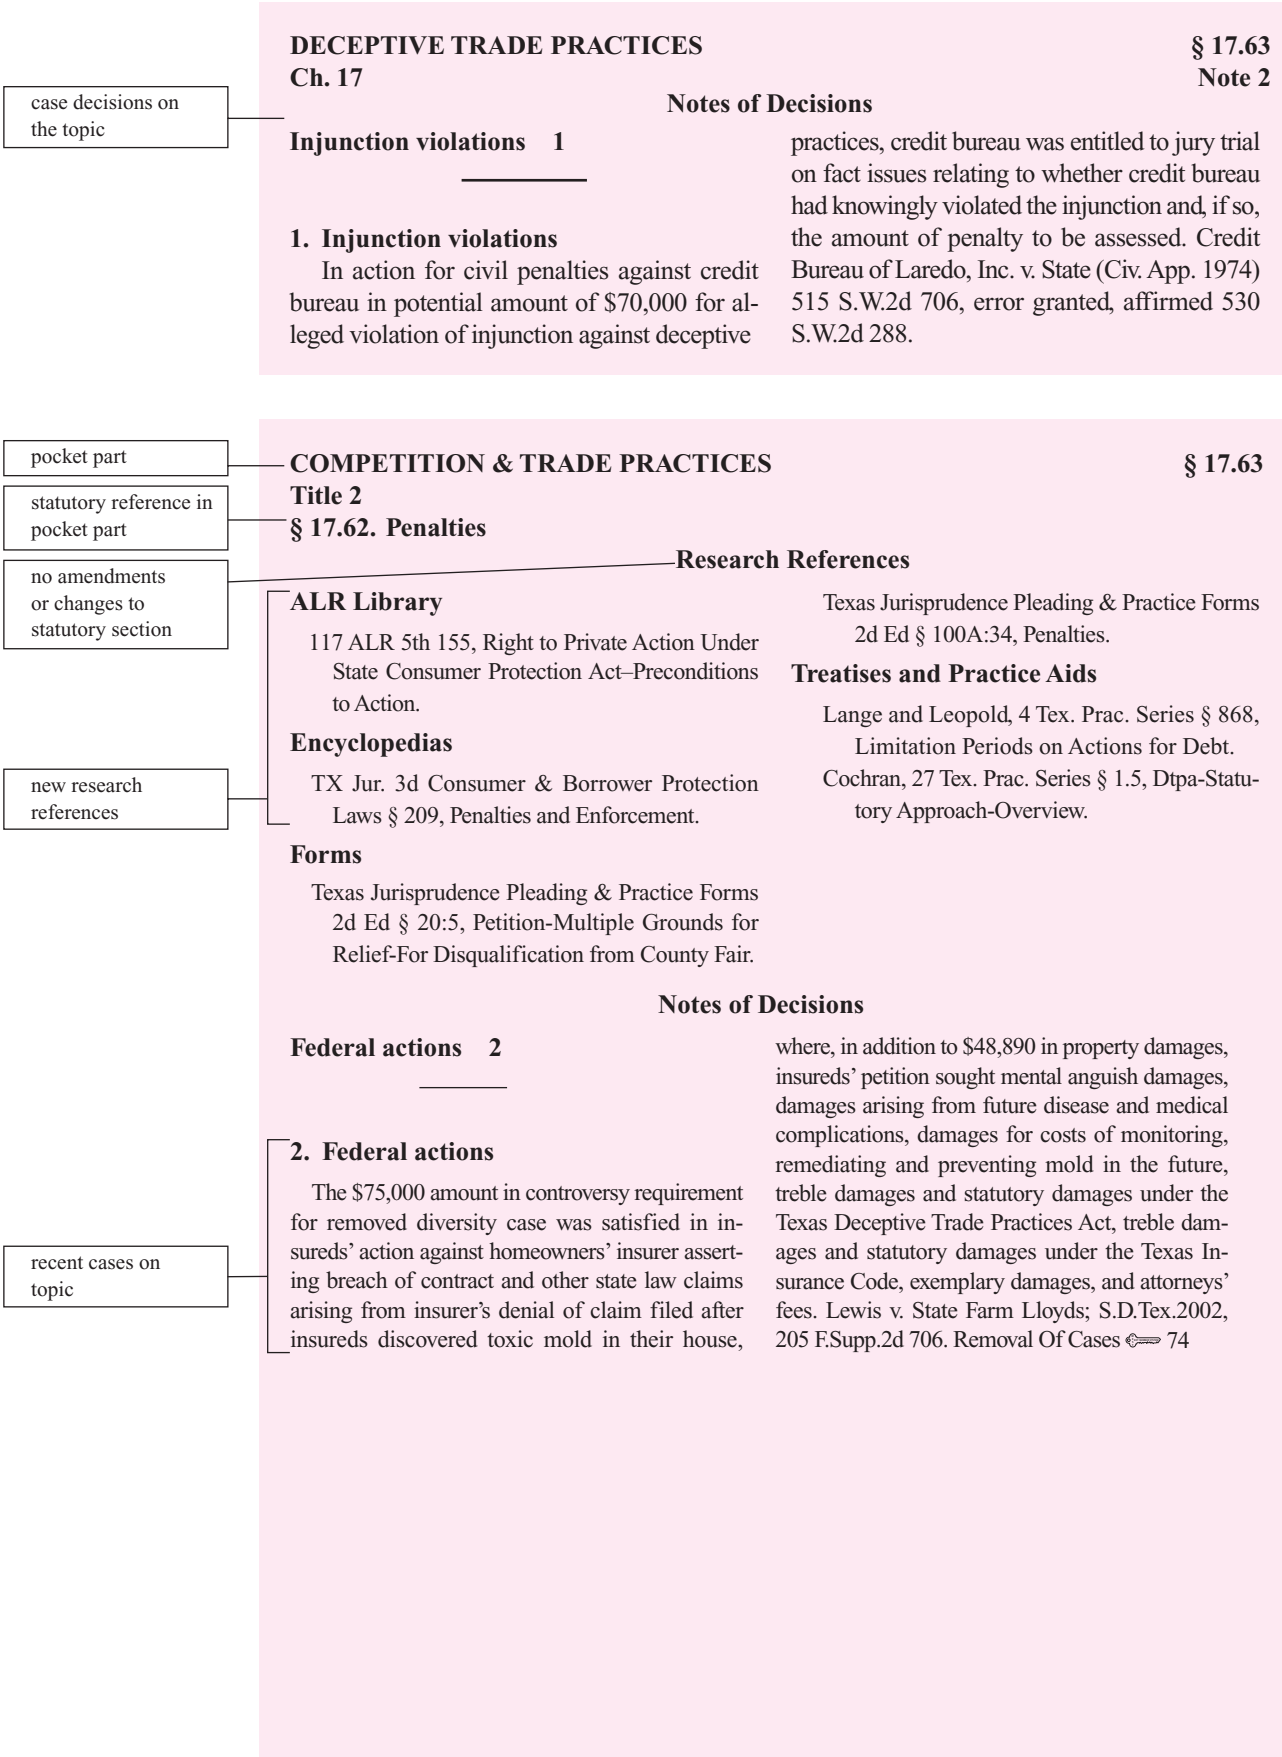 DECEPTIVE TRADE PRACTICES § 17.63
Ch. 17 Note 2
case decisions on
the topic
Notes of Decisions
Injunction violations 1
1. Injunction violations
In action for civil penalties against credit
bureau in potential amount of $70,000 for al-
leged violation of injunction against deceptive
practices, credit bureau was entitled to jury trial
on fact issues relating to whether credit bureau
had knowingly violated the injunction and, if so,
the amount of penalty to be assessed. Credit
Bureau of Laredo, Inc. v. State (Civ. App. 1974)
515 S.W.2d 706, error granted, affirmed 530
S.W.2d 288.
pocket part
COMPETITION & TRADE PRACTICES § 17.63
Title 2
statutory reference in
pocket part
§ 17.62. Penalties
no amendments
or changes to
statutory section
Research References
new research
references
ALR Library
117 ALR 5th 155, Right to Private Action Under
State Consumer Protection Act–Preconditions
to Action.
Encyclopedias
TX Jur. 3d Consumer & Borrower Protection
Laws § 209, Penalties and Enforcement.
Forms
Texas Jurisprudence Pleading & Practice Forms
2d Ed § 20:5, Petition-Multiple Grounds for
Relief-For Disqualification from County Fair.
Texas Jurisprudence Pleading & Practice Forms
2d Ed § 100A:34, Penalties.
Treatises and Practice Aids
Lange and Leopold, 4 Tex. Prac. Series § 868,
Limitation Periods on Actions for Debt.
Cochran, 27 Tex. Prac. Series § 1.5, Dtpa-Statu-
tory Approach-Overview.
Notes of Decisions
Federal actions 2
recent cases on
topic
2. Federal actions
The $75,000 amount in controversy requirement
for removed diversity case was satisfied in in-
sureds’ action against homeowners’ insurer assert-
ing breach of contract and other state law claims
arising from insurer’s denial of claim filed after
insureds discovered toxic mold in their house,
where, in addition to $48,890 in property damages,
insureds’ petition sought mental anguish damages,
damages arising from future disease and medical
complications, damages for costs of monitoring,
remediating and preventing mold in the future,
treble damages and statutory damages under the
Texas Deceptive Trade Practices Act, treble dam-
ages and statutory damages under the Texas In-
surance Code, exemplary damages, and attorneys’
fees. Lewis v. State Farm Lloyds; S.D.Tex.2002,
205 F.Supp.2d 706. Removal Of Cases 74